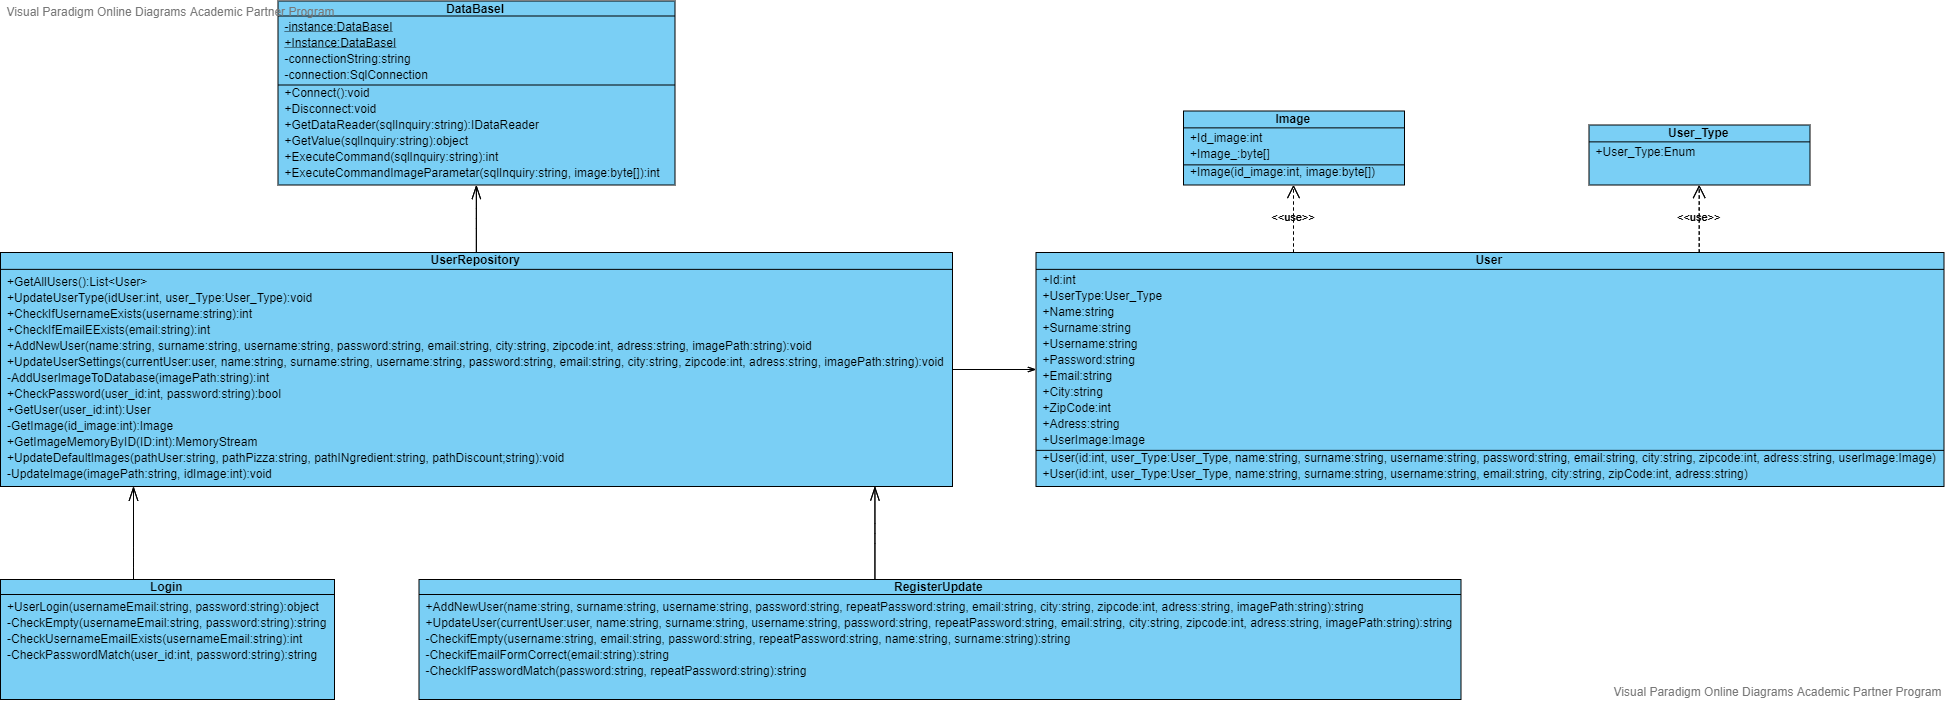 Visual Paradigm Online Diagrams Academic Partner Program
DataBaseI
-instance:DataBaseI
+Instance:DataBaseI
-connectionString:string
-connection:SqlConnection
+Connect():void
+Disconnect:void
+GetDataReader(sqlInquiry:string):IDataReader
+GetValue(sqlInquiry:string):object
+ExecuteCommand(sqlInquiry:string):int
+ExecuteCommandImageParametar(sqlInquiry:string, image:byte[]):int
Image
+Id_image:int
+Image_:byte[]
+Image(id_image:int, image:byte[])
User_Type
+User_Type:Enum
<<use>>
<<use>>
UserRepository
+GetAllUsers():List<User>
+UpdateUserType(idUser:int, user_Type:User_Type):void
+CheckIfUsernameExists(username:string):int
+CheckIfEmailEExists(email:string):int
+AddNewUser(name:string, surname:string, username:string, password:string, email:string, city:string, zipcode:int, adress:string, imagePath:string):void
+UpdateUserSettings(currentUser:user, name:string, surname:string, username:string, password:string, email:string, city:string, zipcode:int, adress:string, imagePath:string):void
-AddUserImageToDatabase(imagePath:string):int
+CheckPassword(user_id:int, password:string):bool
+GetUser(user_id:int):User
-GetImage(id_image:int):Image
+GetImageMemoryByID(ID:int):MemoryStream
+UpdateDefaultImages(pathUser:string, pathPizza:string, pathINgredient:string, pathDiscount;string):void
-UpdateImage(imagePath:string, idImage:int):void
User
+Id:int
+UserType:User_Type
+Name:string
+Surname:string
+Username:string
+Password:string
+Email:string
+City:string
+ZipCode:int
+Adress:string
+UserImage:Image
+User(id:int, user_Type:User_Type, name:string, surname:string, username:string, password:string, email:string, city:string, zipcode:int, adress:string, userImage:Image)
+User(id:int, user_Type:User_Type, name:string, surname:string, username:string, email:string, city:string, zipCode:int, adress:string)
Login
+UserLogin(usernameEmail:string, password:string):object
-CheckEmpty(usernameEmail:string, password:string):string
-CheckUsernameEmailExists(usernameEmail:string):int
-CheckPasswordMatch(user_id:int, password:string):string
RegisterUpdate
+AddNewUser(name:string, surname:string, username:string, password:string, repeatPassword:string, email:string, city:string, zipcode:int, adress:string, imagePath:string):string
+UpdateUser(currentUser:user, name:string, surname:string, username:string, password:string, repeatPassword:string, email:string, city:string, zipcode:int, adress:string, imagePath:string):string
-CheckifEmpty(username:string, email:string, password:string, repeatPassword:string, name:string, surname:string):string
-CheckifEmailFormCorrect(email:string):string
-CheckIfPasswordMatch(password:string, repeatPassword:string):string
Visual Paradigm Online Diagrams Academic Partner Program